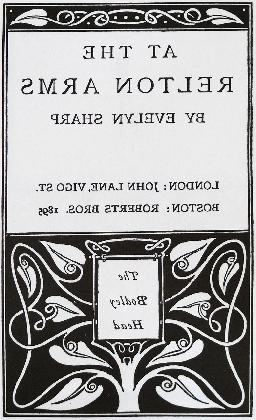 AT THE
RELTON ARMS
BY EVELYN SHARP
LONDON: JOHN LANE, VIGO ST.
BOSTON: ROBERTS BROS. 1895
The
Bodley
Head